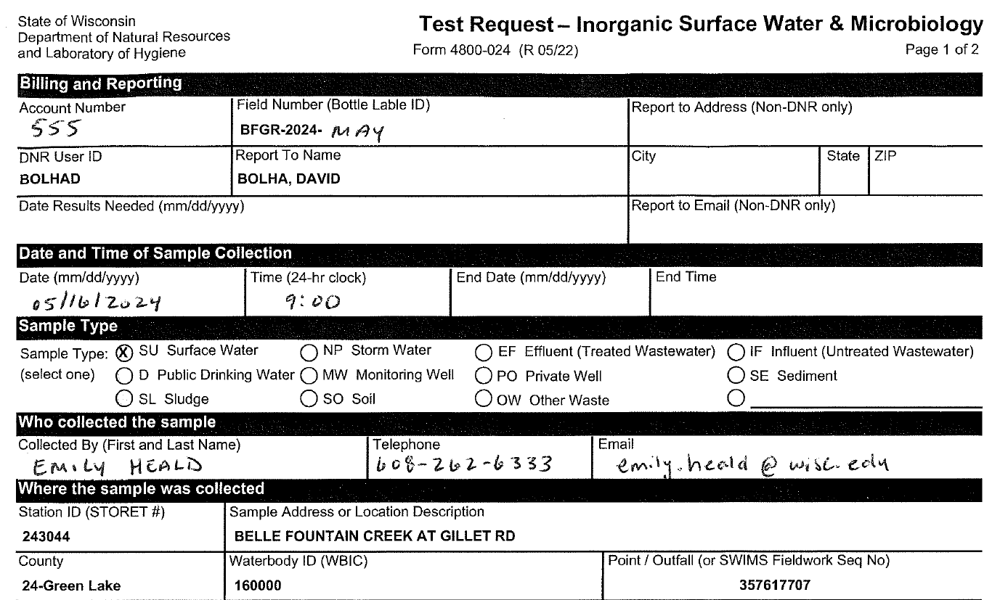 State of Wisconsin
Department of Natural Resources
and Laboratory of Hygiene
Test Request – Inorganic Surface Water & Microbiology
Form 4800-024 (R 05/22)
Page 1 of 2
Billing and Reporting
Account Number
555
Field Number (Bottle Lable ID)
BFGR-2024- MAY
Report to Address (Non-DNR only)
DNR User ID
BOLHAD
Report To Name
BOLHA, DAVID
City
State
ZIP
Date Results Needed (mm/dd/yyyy)
Report to Email (Non-DNR only)
Date and Time of Sample Collection
Date (mm/dd/yyyy)
05/16/2024
Time (24-hr clock)
9:00
End Date (mm/dd/yyyy)
End Time
Sample Type
Sample Type: X SU Surface Water NP Storm Water EF Effluent (Treated Wastewater) IF Influent (Untreated Wastewater)
(select one) D Public Drinking Water MW Monitoring Well PO Private Well SE Sediment
SL Sludge SO Soil OW Other Waste
Who collected the sample
Collected By (First and Last Name)
EMILY HEALD
Telephone
608-262-6333
Email
emily.heald@wisc.edu
Where the sample was collected
Station ID (STORET #)
243044
Sample Address or Location Description
BELLE FOUNTAIN CREEK AT GILLET RD
County
24-Green Lake
Waterbody ID (WBIC)
160000
Point / Outfall (or SWIMS Fieldwork Seq No)
357617707